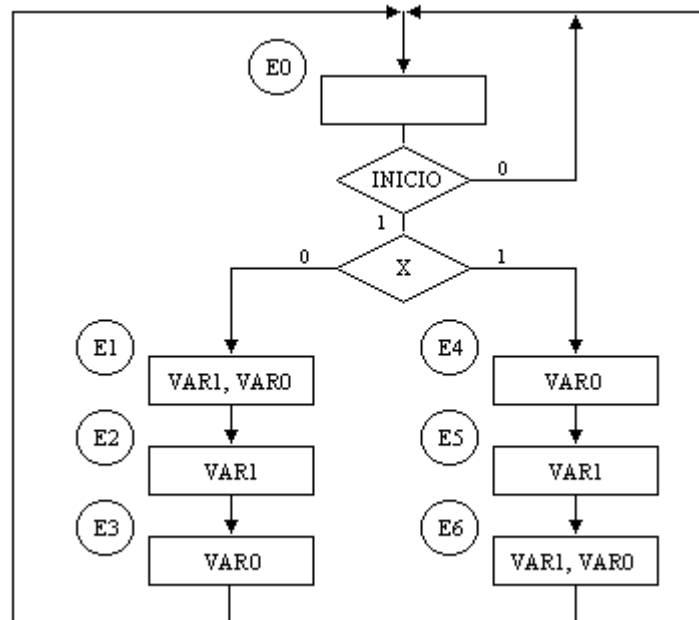 E0
INICIO
0
1
X
0
1
E1
VAR1, VAR0
E4
VAR0
E2
VAR1
E5
VAR1
E3
VAR0
E6
VAR1, VAR0